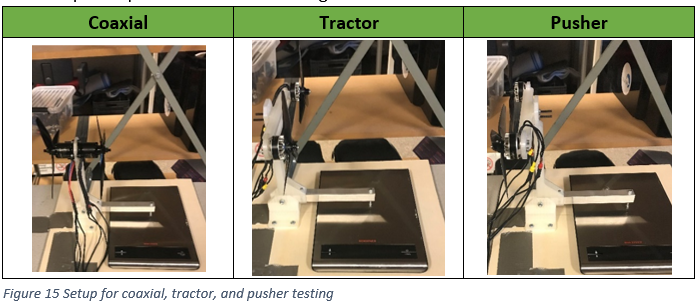 Coaxial
Tractor
Pusher
Figure 15 Setup for coaxial, tractor, and pusher testing